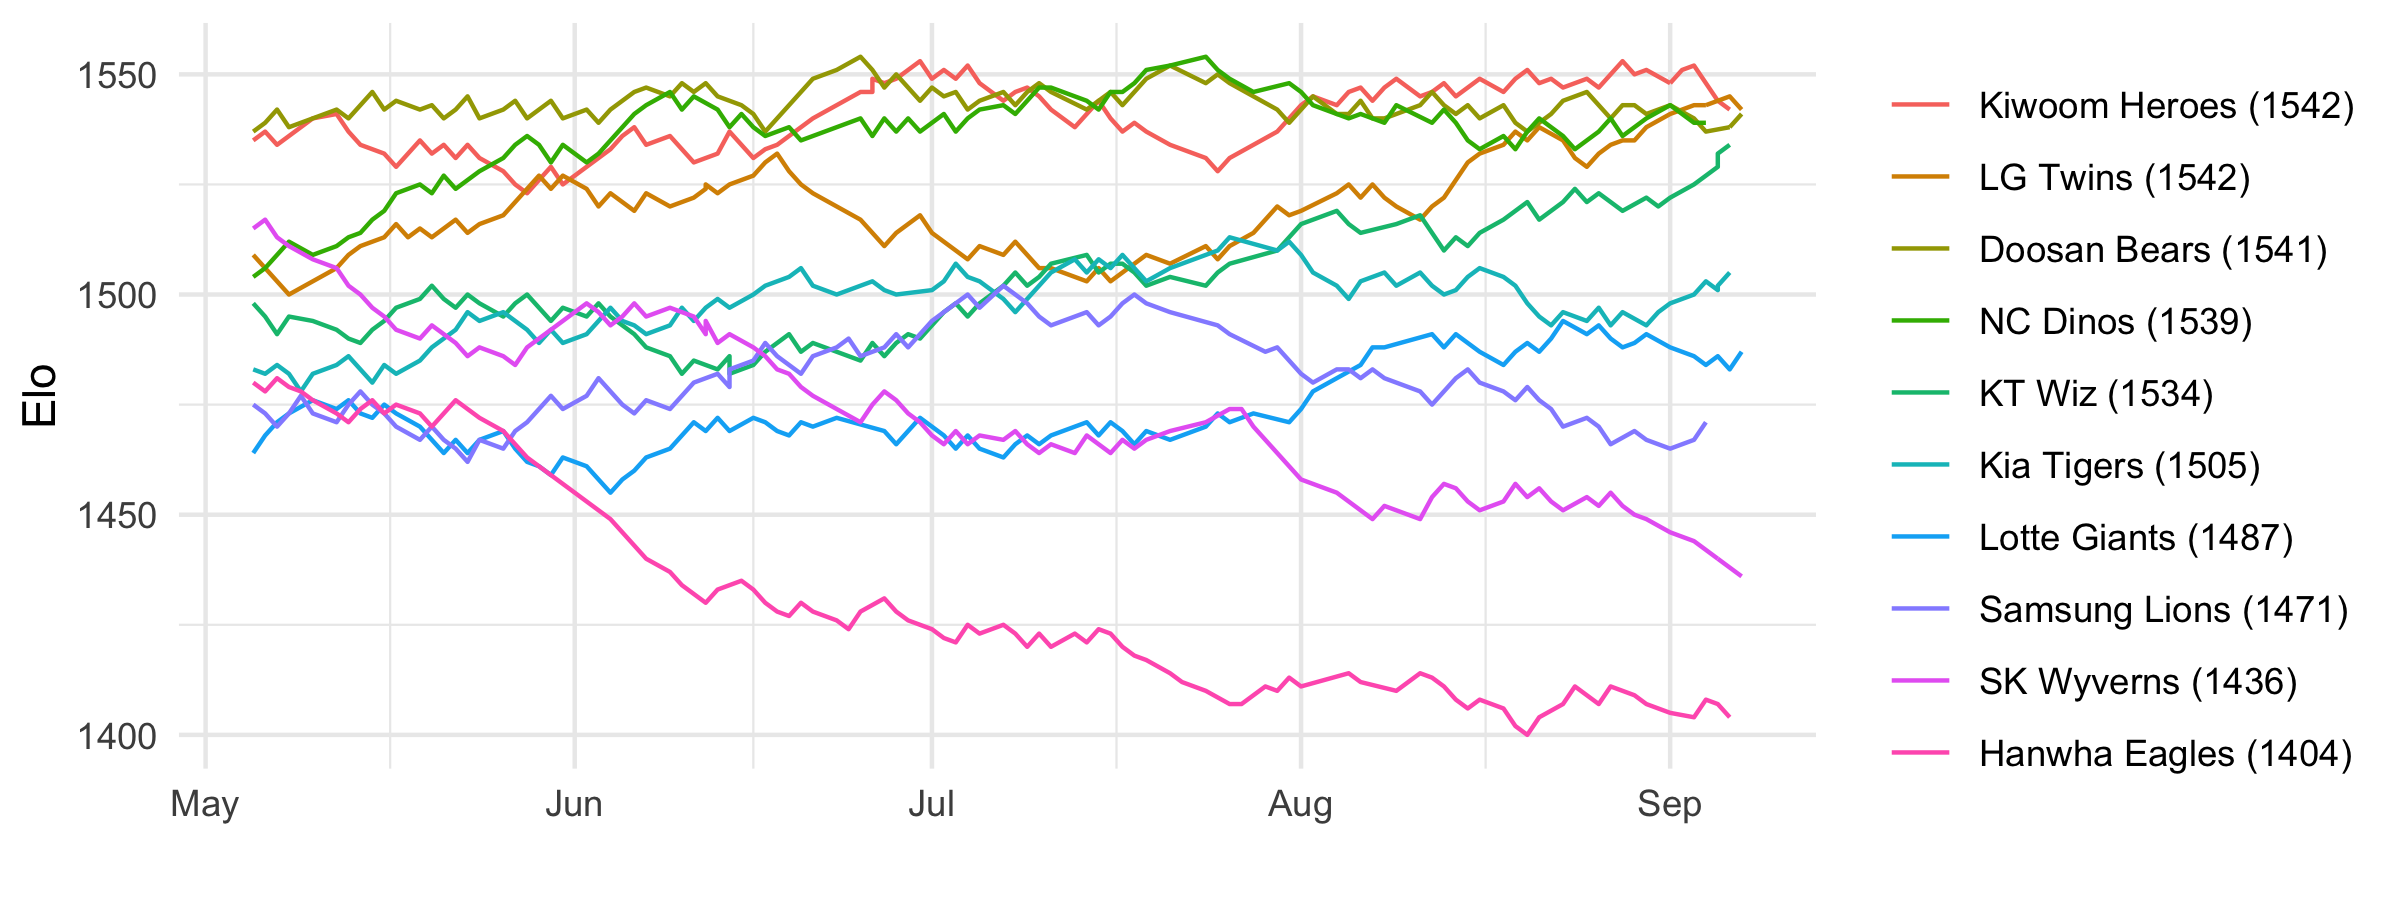 Elo
1550
1500
1450
1400
May
Jun
Jul
Aug
Sep
Kiwoom Heroes (1542)
LG Twins (1542)
Doosan Bears (1541)
NC Dinos (1539)
KT Wiz (1534)
Kia Tigers (1505)
Lotte Giants (1487)
Samsung Lions (1471)
SK Wyverns (1436)
Hanwha Eagles (1404)